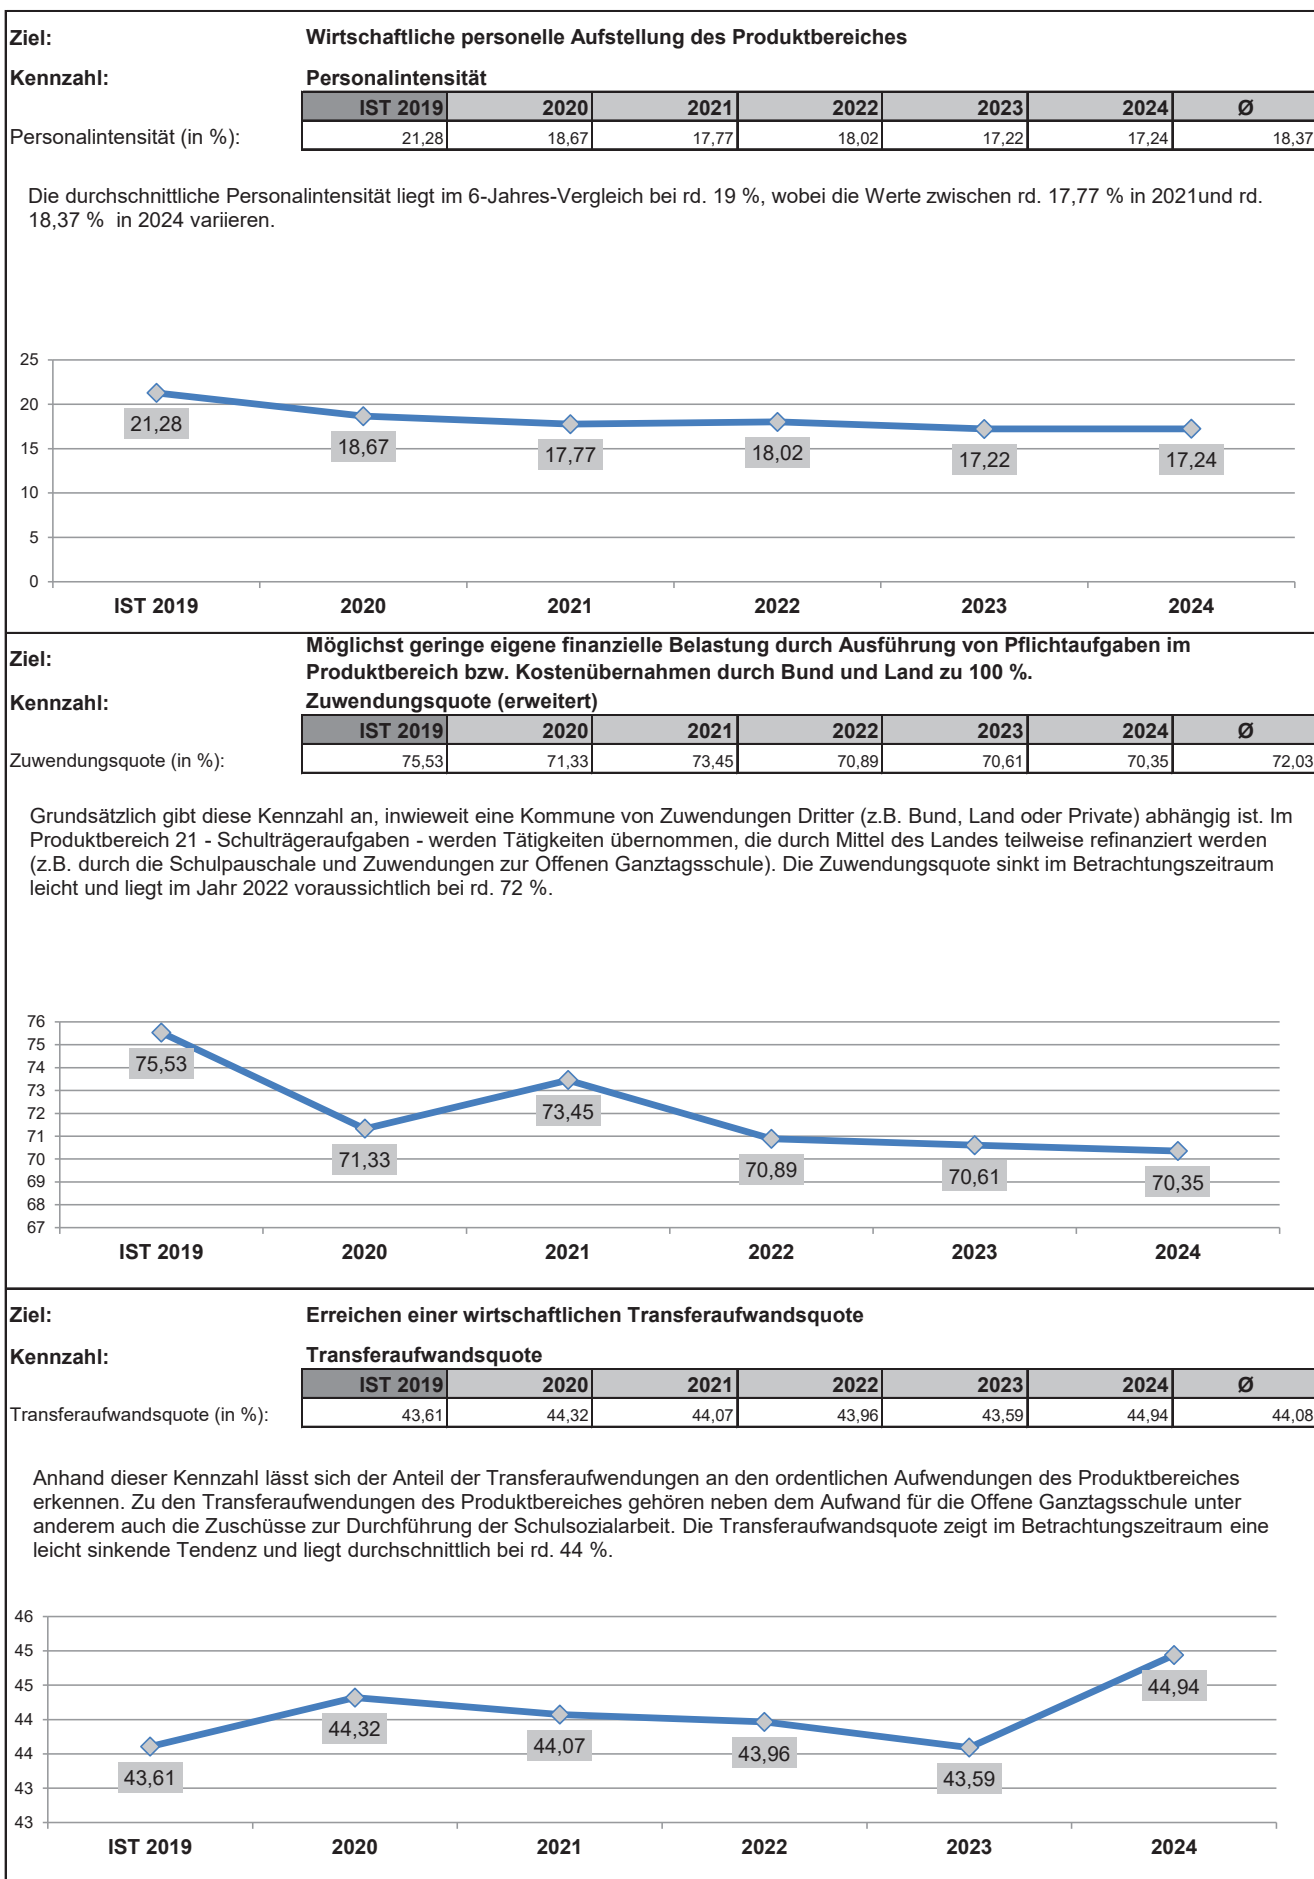 Ziel: Wirtschaftliche personelle Aufstellung des Produktbereiches
Kennzahl: Personalintensität
IST 2019 2020 2021 2022 2023 2024 Ø
Personalintensität (in %): 21,28 18,67 17,77 18,02 17,22 17,24 18,37
Die durchschnittliche Personalintensität liegt im 6-Jahres-Vergleich bei rd. 19 %, wobei die Werte zwischen rd. 17,77 % in 2021und rd.
18,37 % in 2024 variieren.
25
20
15
10
5
0
21,28 18,67 17,77 18,02 17,22 17,24
IST 2019 2020 2021 2022 2023 2024
Ziel: Möglichst geringe eigene finanzielle Belastung durch Ausführung von Pflichtaufgaben im
Produktbereich bzw. Kostenübernahmen durch Bund und Land zu 100 %.
Kennzahl: Zuwendungsquote (erweitert)
IST 2019 2020 2021 2022 2023 2024 Ø
Zuwendungsquote (in %): 75,53 71,33 73,45 70,89 70,61 70,35 72,03
Grundsätzlich gibt diese Kennzahl an, inwieweit eine Kommune von Zuwendungen Dritter (z.B. Bund, Land oder Private) abhängig ist. Im
Produktbereich 21 - Schulträgeraufgaben - werden Tätigkeiten übernommen, die durch Mittel des Landes teilweise refinanziert werden
(z.B. durch die Schulpauschale und Zuwendungen zur Offenen Ganztagsschule). Die Zuwendungsquote sinkt im Betrachtungszeitraum
leicht und liegt im Jahr 2022 voraussichtlich bei rd. 72 %.
76
75
74
73
72
71
70
69
68
67
75,53 71,33 73,45 70,89 70,61 70,35
IST 2019 2020 2021 2022 2023 2024
Ziel: Erreichen einer wirtschaftlichen Transferaufwandsquote
Kennzahl: Transferaufwandsquote
IST 2019 2020 2021 2022 2023 2024 Ø
Transferaufwandsquote (in %): 43,61 44,32 44,07 43,96 43,59 44,94 44,08
Anhand dieser Kennzahl lässt sich der Anteil der Transferaufwendungen an den ordentlichen Aufwendungen des Produktbereiches
erkennen. Zu den Transferaufwendungen des Produktbereiches gehören neben dem Aufwand für die Offene Ganztagsschule unter
anderem auch die Zuschüsse zur Durchführung der Schulsozialarbeit. Die Transferaufwandsquote zeigt im Betrachtungszeitraum eine
leicht sinkende Tendenz und liegt durchschnittlich bei rd. 44 %.
46
45
45
44
44
43
43
43,61 44,32 44,07 43,96 43,59 44,94
IST 2019 2020 2021 2022 2023 2024